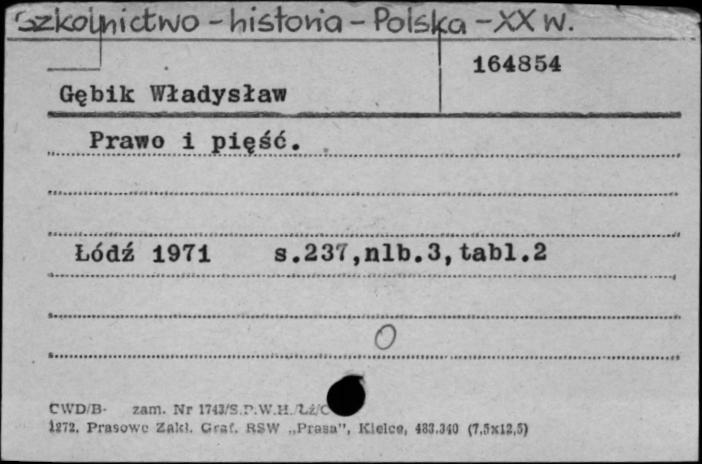 Szkolnictwo - historia - Polska - XX w.
164854
Gębik Władysław
Prawo i pięść.
Łódź 1971 s.237,nlb.3,tabl.2
O
CWD/B- zam. Nr 1743/S.P.W.H./Łź/C
1272. Prasowe Zakł. Graf. RSW „Prasa", Kielce, 483.340 (7,5x12,5)